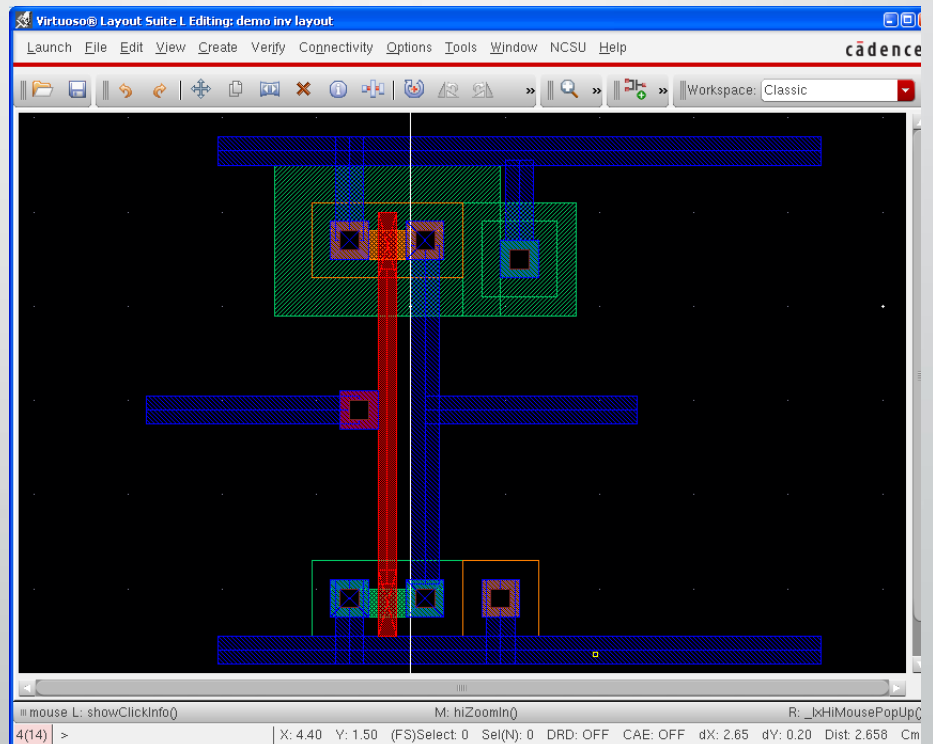 Virtuoso® Layout Suite L Editing: demo inv layout
Launch File Edit View Create Verify Connectivity Options Tools Window NCSU Help cādence
» » » Workspace: Classic
mouse L: showClickInfo() M: hiZoomIn() R: _lxHiMousePopUp()
4(14) > X: 4.40 Y: 1.50 (FS)Select: 0 Sel(N): 0 DRD: OFF CAE: OFF dX: 2.65 dY: 0.20 Dist: 2.658 Cm